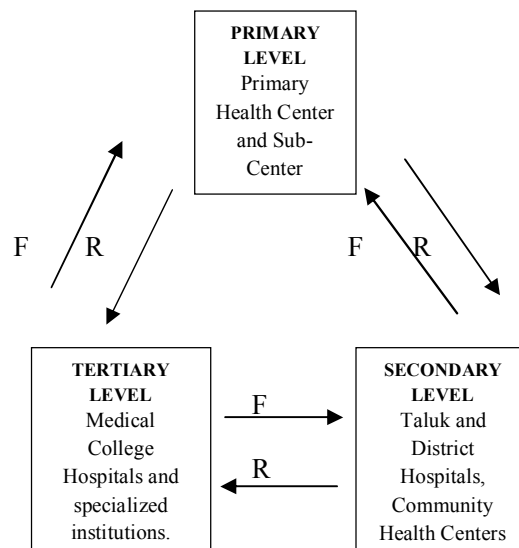 PRIMARY
LEVEL
Primary
Health Center
and Sub-
Center
F R
F R
TERTIARY
LEVEL
Medical
College
Hospitals and
specialized
institutions.
F
R
SECONDARY
LEVEL
Taluk and
District
Hospitals,
Community
Health Centers